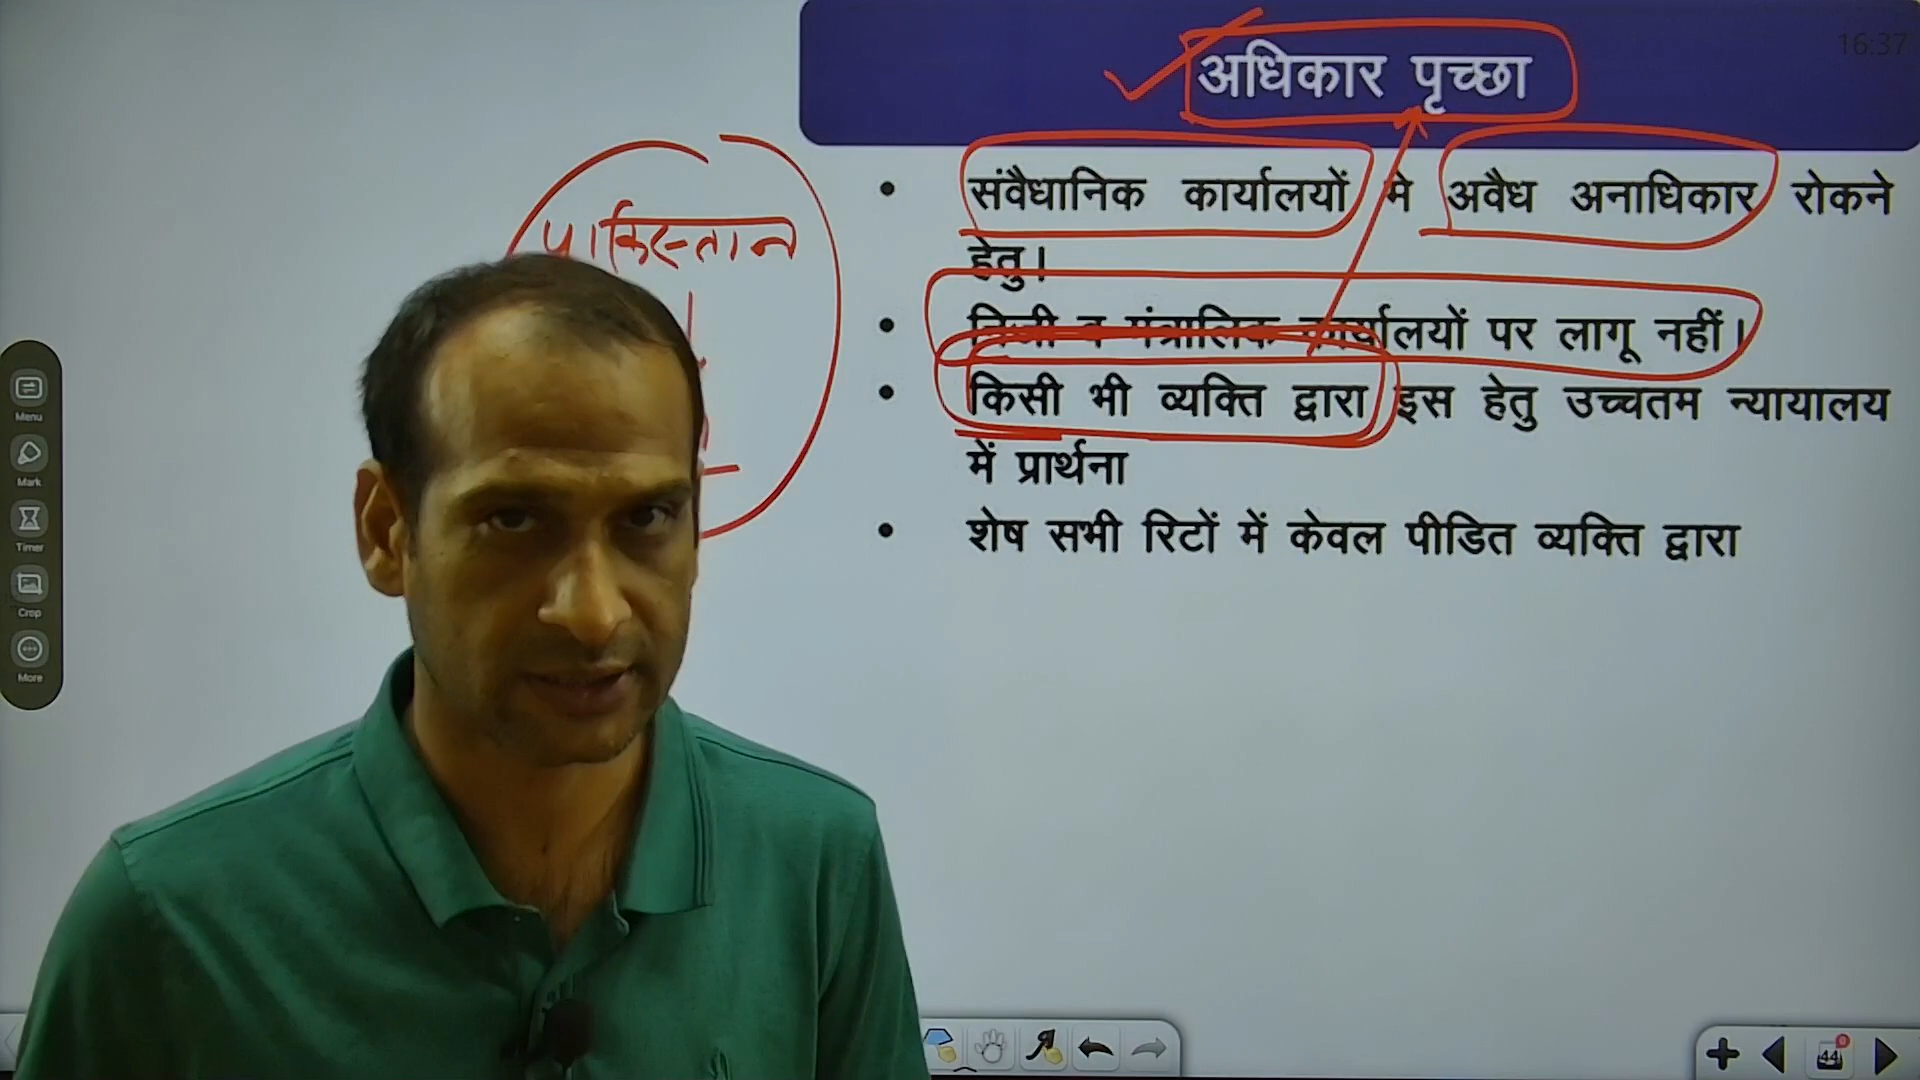 16:37
अधिकार पृच्छा
• संवैधानिक कार्यालयों मे अवैध अनाधिकार रोकने
हेतु।
• निजी व मंत्रालिक कार्यालयों पर लागू नहीं।
• किसी भी व्यक्ति द्वारा इस हेतु उच्चतम न्यायालय
में प्रार्थना
• शेष सभी रिटों में केवल पीडित व्यक्ति द्वारा
पाकिस्तान
Menu
Mark
Timer
Crop
More
44